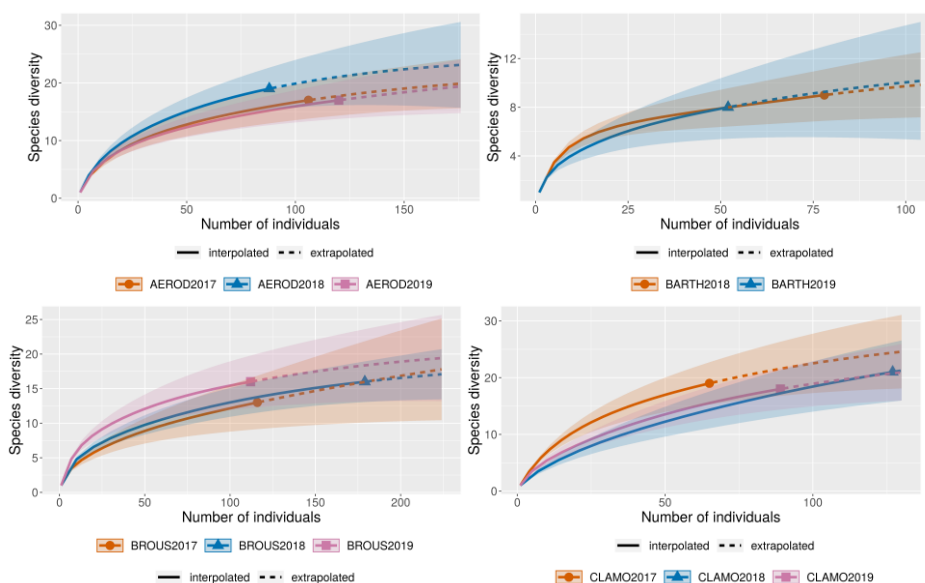 Species diversity
30
20
10
0
0 50 100 150
Number of individuals
interpolated extrapolated
AEROD2017 AEROD2018 AEROD2019
Species diversity
12
8
4
0 25 50 75 100
Number of individuals
interpolated extrapolated
BARTH2018 BARTH2019
Species diversity
25
20
15
10
5
0
0 50 100 150 200
Number of individuals
BROUS2017 BROUS2018 BROUS2019
interpolated extrapolated
Species diversity
30
20
10
0
0 50 100
Number of individuals
interpolated extrapolated
CLAMO2017 CLAMO2018 CLAMO2019